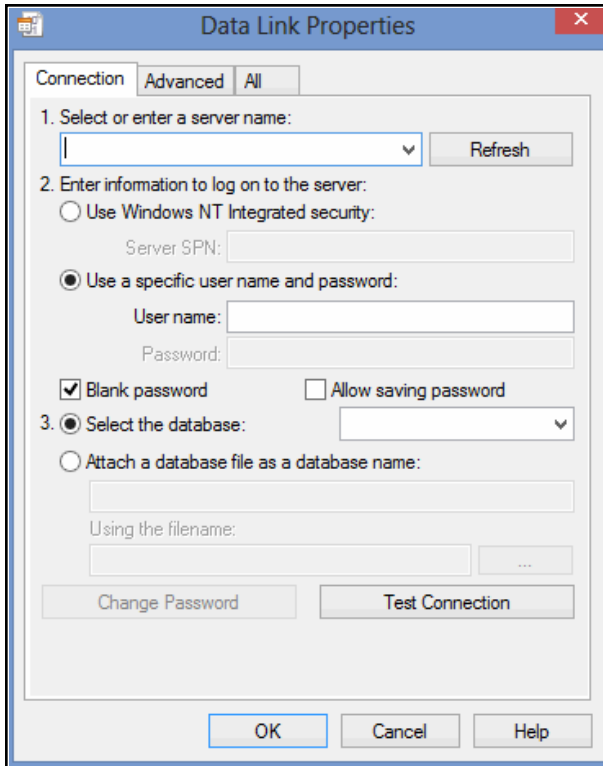 Data Link Properties
Connection Advanced All
1. Select or enter a server name:
Refresh
2. Enter information to log on to the server:
Use Windows NT Integrated security:
Server SPN:
Use a specific user name and password:
User name:
Password:
Blank password Allow saving password
3. Select the database:
Attach a database file as a database name:
Using the filename:
...
Change Password Test Connection
OK Cancel Help